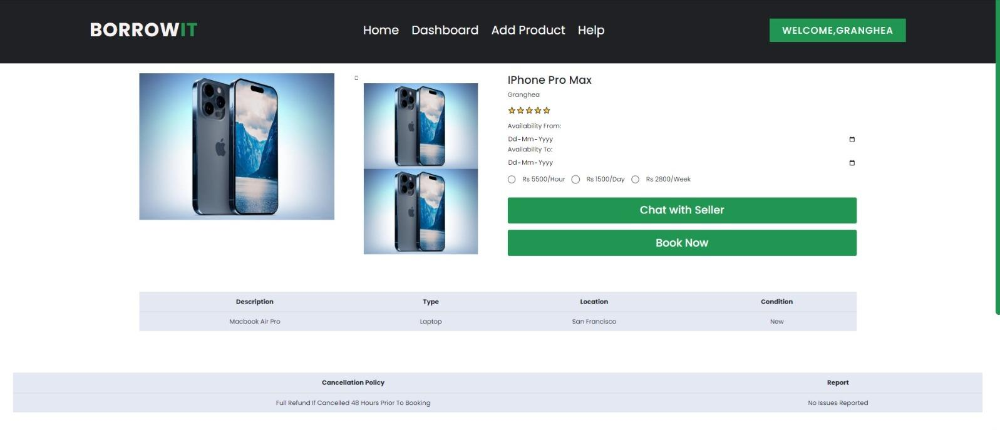 BORROWIT
Home Dashboard Add Product Help
WELCOME,GRANGHEA
IPhone Pro Max
Granghea
Availability From:
Dd-Mm-Yyyy
Availability To:
Dd-Mm-Yyyy
Rs 5500/Hour Rs 1500/Day Rs 2800/Week
Chat with Seller
Book Now
Description Type Location Condition
Macbook Air Pro Laptop San Francisco New
Cancellation Policy Report
Full Refund If Cancelled 48 Hours Prior To Booking No Issues Reported